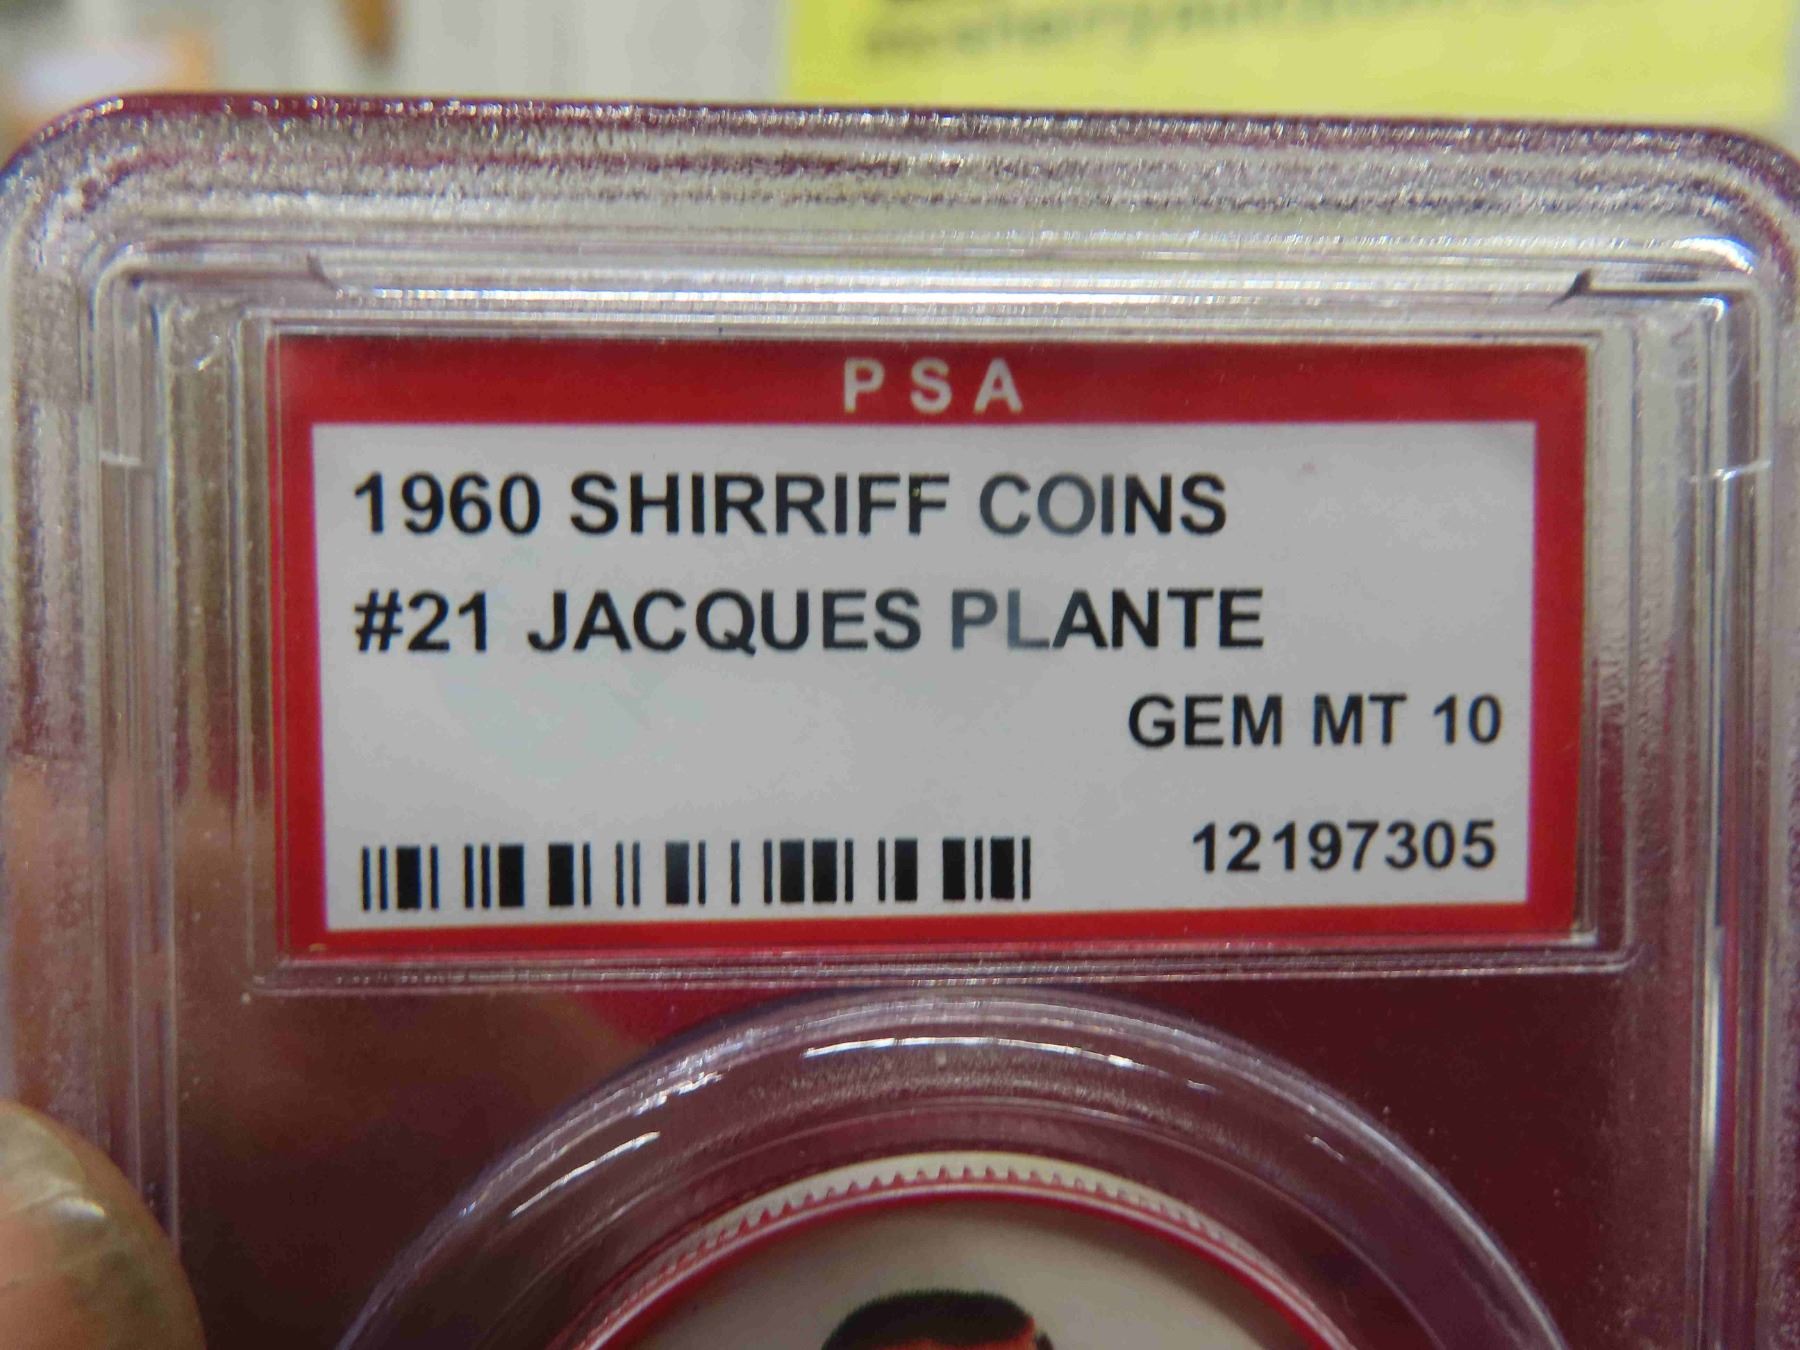 PSA
1960 SHIRRIFF COINS
#21 JACQUES PLANTE
GEM MT 10
12197305